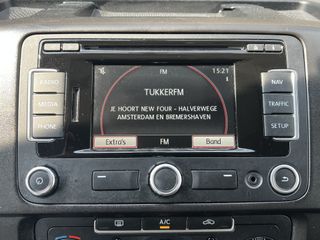 FM 15:21
RADIO
MEDIA
PHONE
TUKKERFM
JE HOORT NEW FOUR - HALVERWEGE
AMSTERDAM EN BREMERSHAVEN
NAV
TRAFFIC
SETUP
Extra's FM Band
A/C